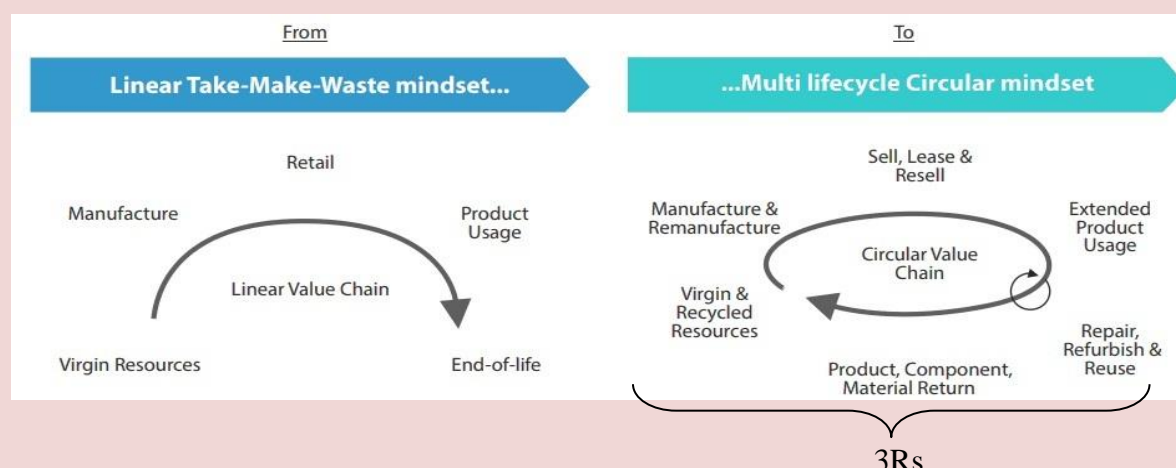 From
Linear Take-Make-Waste mindset...
Retail
Manufacture
Product
Usage
Linear Value Chain
Virgin Resources
End-of-life
To
...Multi lifecycle Circular mindset
Sell, Lease &
Resell
Manufacture &
Remanufacture
Extended
Product
Usage
Circular Value
Chain
Virgin &
Recycled
Resources
Repair,
Refurbish &
Reuse
Product, Component,
Material Return
3Rs